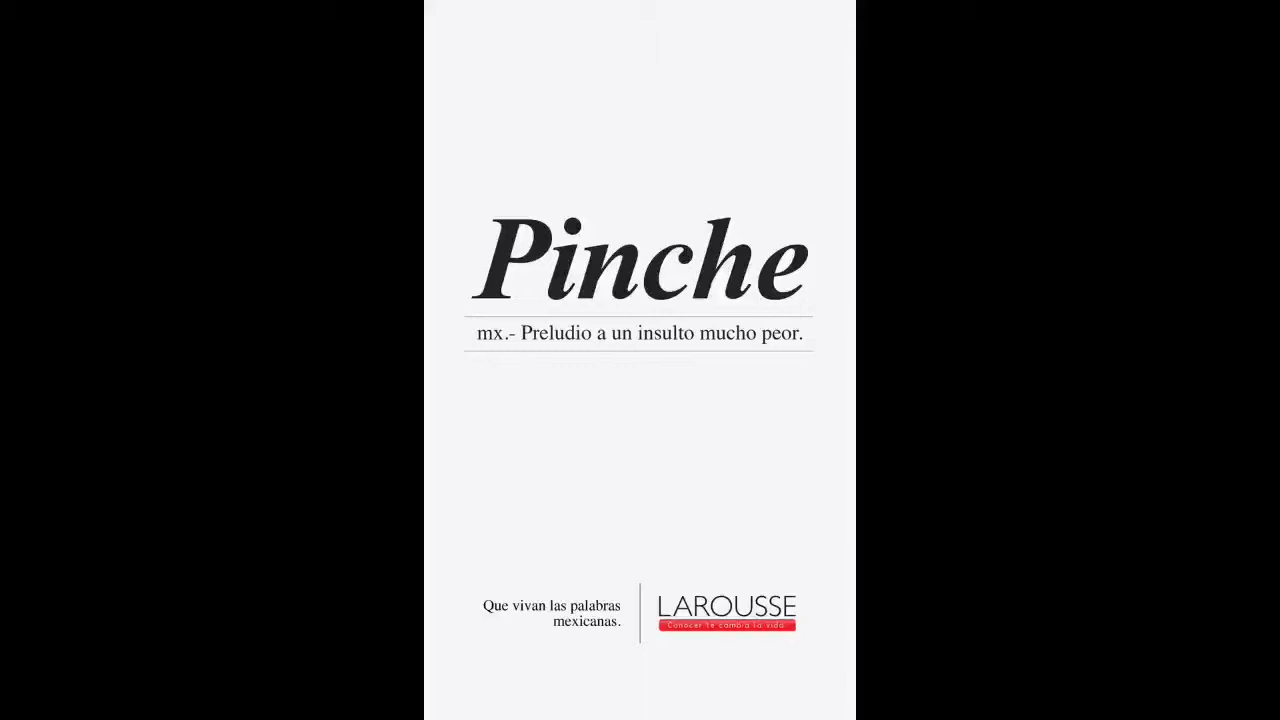 Pinche
mx.- Preludio a un insulto mucho peor.
Que vivan las palabras
mexicanas.
LAROUSSE
Conocer te cambia la vida